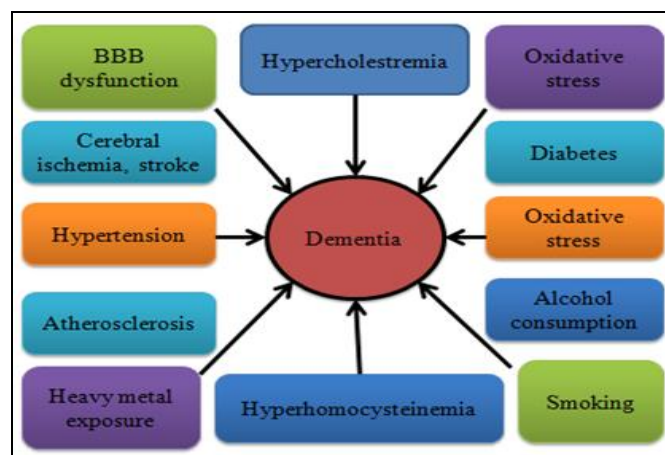 BBB
dysfunction
Hypercholestremia
Oxidative
stress
Cerebral
ischemia, stroke
Diabetes
Hypertension
Dementia
Oxidative
stress
Atherosclerosis
Alcohol
consumption
Heavy metal
exposure
Hyperhomocysteinemia
Smoking